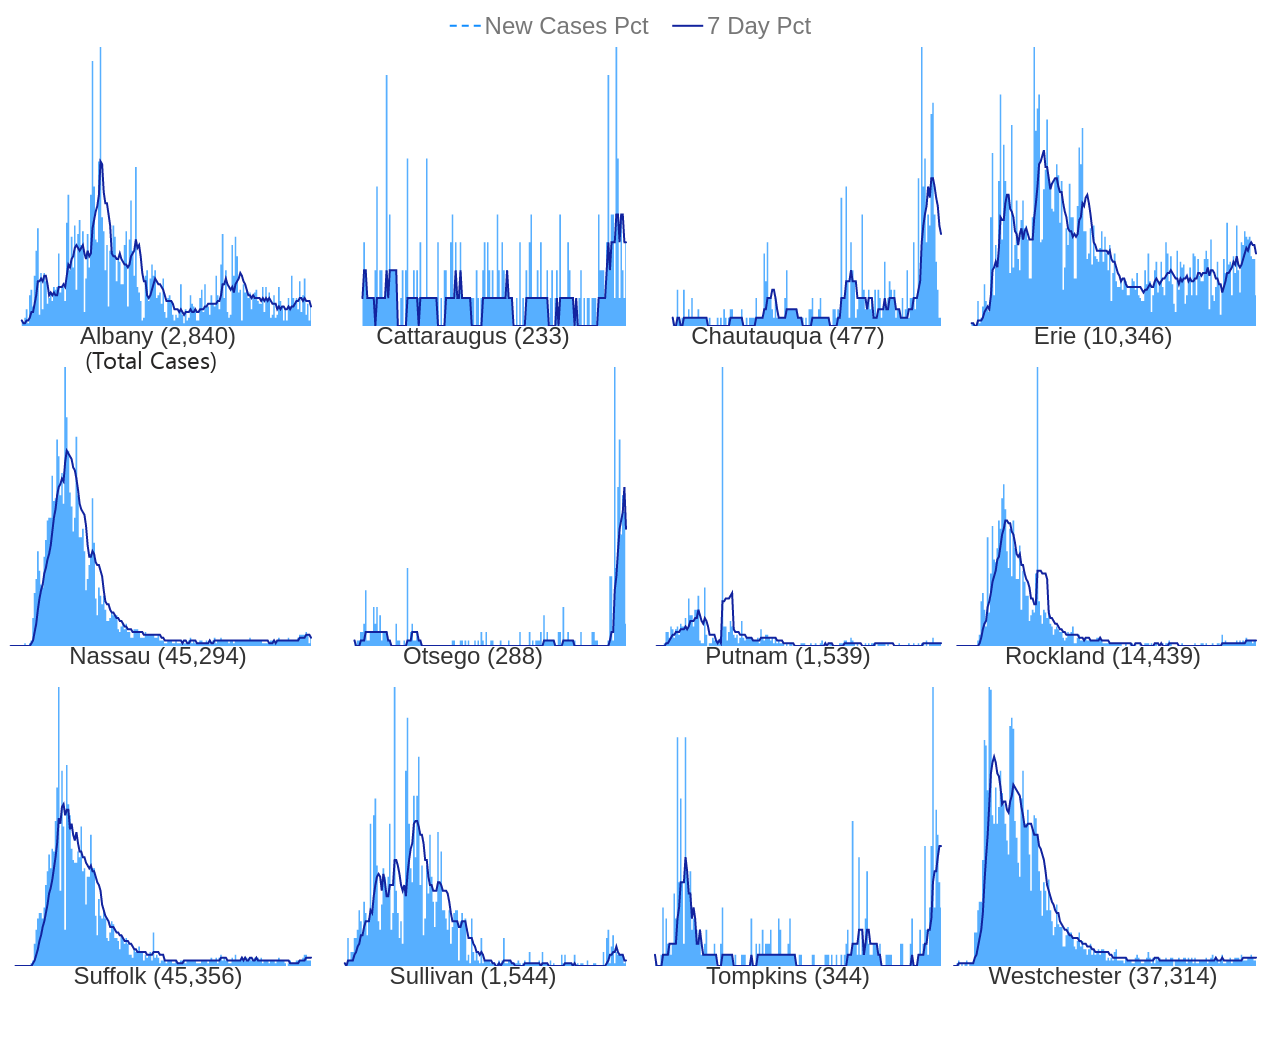 New Cases Pct 7 Day Pct
Albany (2,840) Cattaraugus (233) Chautauqua (477) Erie (10,346)
(Total Cases)
Nassau (45,294) Otsego (288) Putnam (1,539) Rockland (14,439)
Suffolk (45,356) Sullivan (1,544) Tompkins (344) Westchester (37,314)